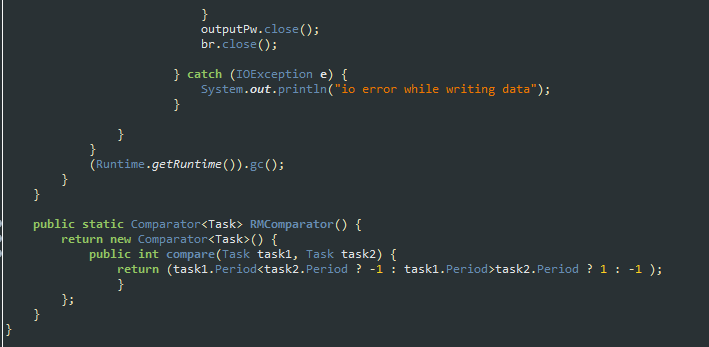 }
outputPw.close();
br.close();
} catch (IOException e) {
System.out.println("io error while writing data");
}
}
}
(Runtime.getRuntime()).gc();
}
}
public static Comparator<Task> RMComparator() {
return new Comparator<Task>() {
public int compare(Task task1, Task task2) {
return (task1.Period<task2.Period ? -1 : task1.Period>task2.Period ? 1 : -1 );
}
};
}
}